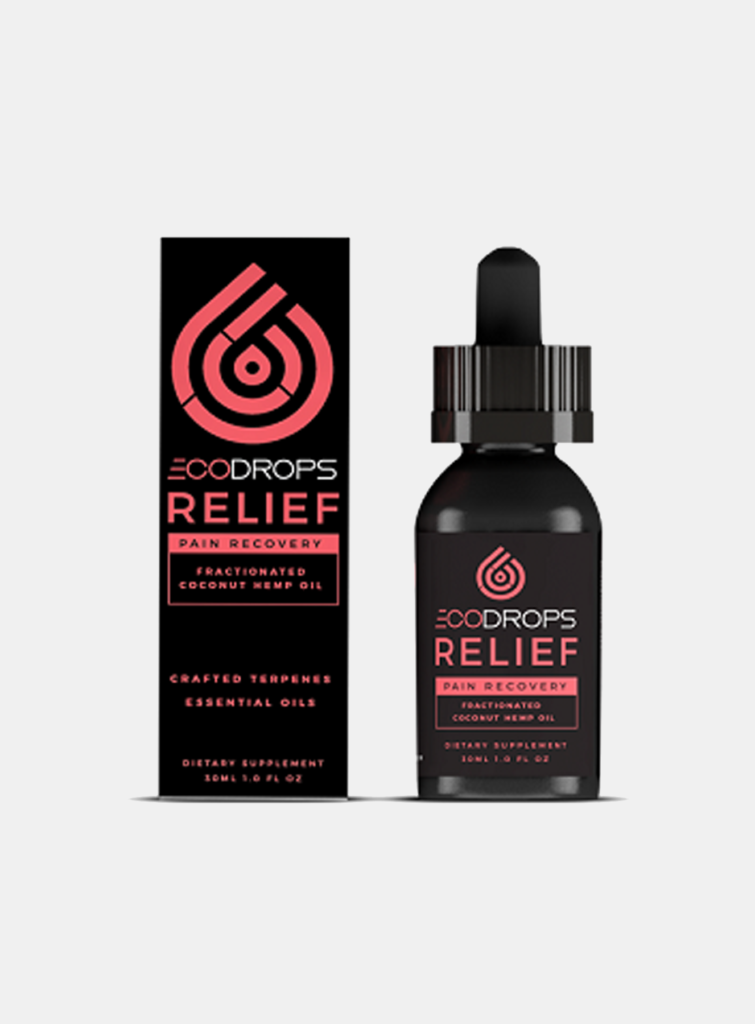 ECODROPS
RELIEF
PAIN RECOVERY
FRACTIONATED
COCONUT HEMP OIL
CRAFTED TERPENES
ESSENTIAL OILS
DIETARY SUPPLEMENT
30ML 1.0 FL OZ
ECODROPS
RELIEF
PAIN RECOVERY
FRACTIONATED
COCONUT HEMP OIL
DIETARY SUPPLEMENT
30ML 1.0 FL OZ